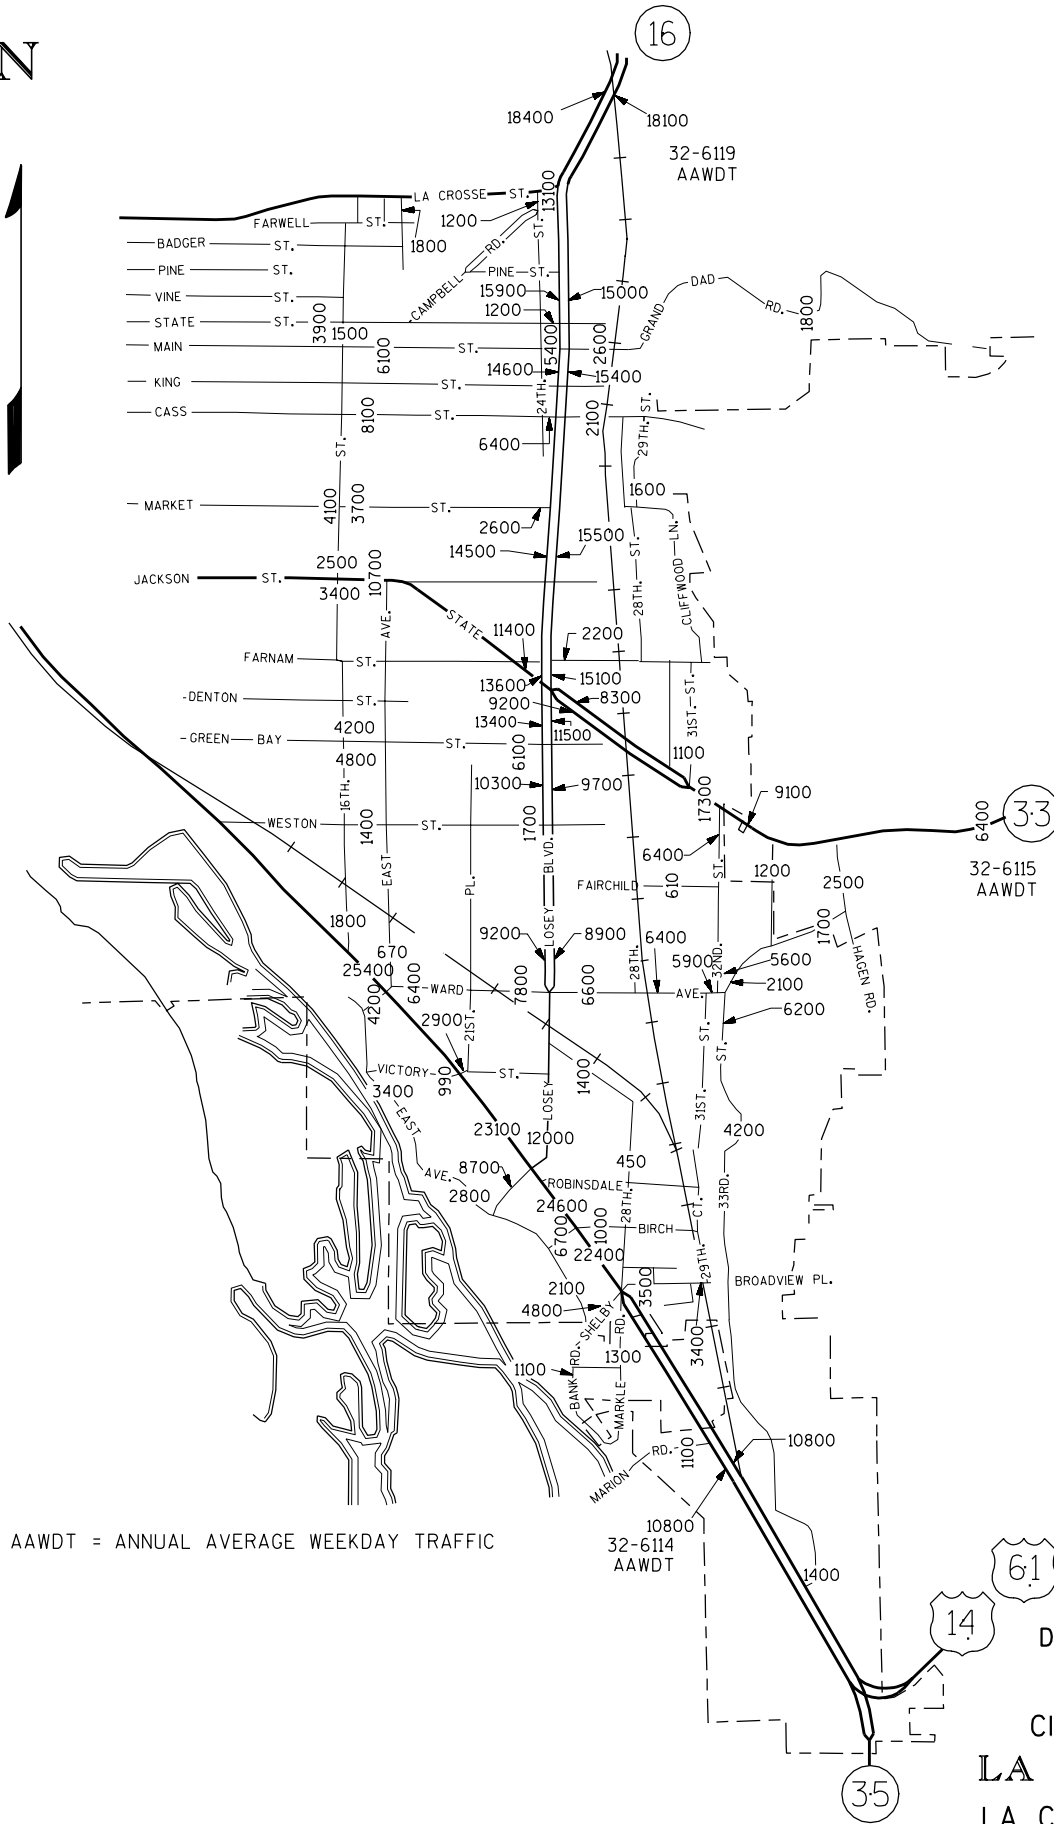 N
16
18400
18100
32-6119
AAWDT
LA CROSSE ST.
13100
FARWELL ST.
1200
1800
ST.
BADGER ST.
CAMPBELL RD.
PINE ST.
PINE ST.
VINE ST.
15900
15000
GRAND DAD RD.
1800
1200
STATE ST.
3900
1500
5400
2600
MAIN ST.
6100
14600
15400
KING ST.
24TH.
CASS ST.
8100
2100
29TH. ST.
6400
ST.
MARKET ST.
4100
3700
1600
2600
15500
14500
28TH. ST.
CLIFFWOOD LN.
2500
10700
JACKSON ST.
3400
STATE
AVE.
11400
2200
FARNAM ST.
13600
15100
DENTON ST.
9200
8300
31ST. ST.
13400
11500
4200
GREEN BAY ST.
4800
6100
1100
10300
9700
16TH.
17300
9100
6400
33
WESTON ST.
1400
1700
BLVD.
6400
ST.
32-6115
AAWDT
EAST
PL.
FAIRCHILD
610
1200
2500
1800
LOSEY
9200
8900
28TH.
6400
32ND.
1700
HAGEN RD.
670
25400
5900
5600
4200
6400
WARD
7800
6600
AVE.
2100
2900
21ST.
ST.
ST.
6200
VICTORY ST.
990
1400
3400
LOSEY
31ST.
EAST
23100
12000
4200
AVE.
8700
450
2800
ROBINSDALE
28TH.
CT.
33RD.
24600
6700
1000
BIRCH
22400
29TH.
2100
3500
BROADVIEW PL.
4800
SHELBY
RD.
RD.
1300
3400
1100
BANK
MARKLE
MARION RD.
1100
10800
10800
32-6114
AAWDT
AAWDT = ANNUAL AVERAGE WEEKDAY TRAFFIC
1400
61
14
D
CI
LA
35
LA C